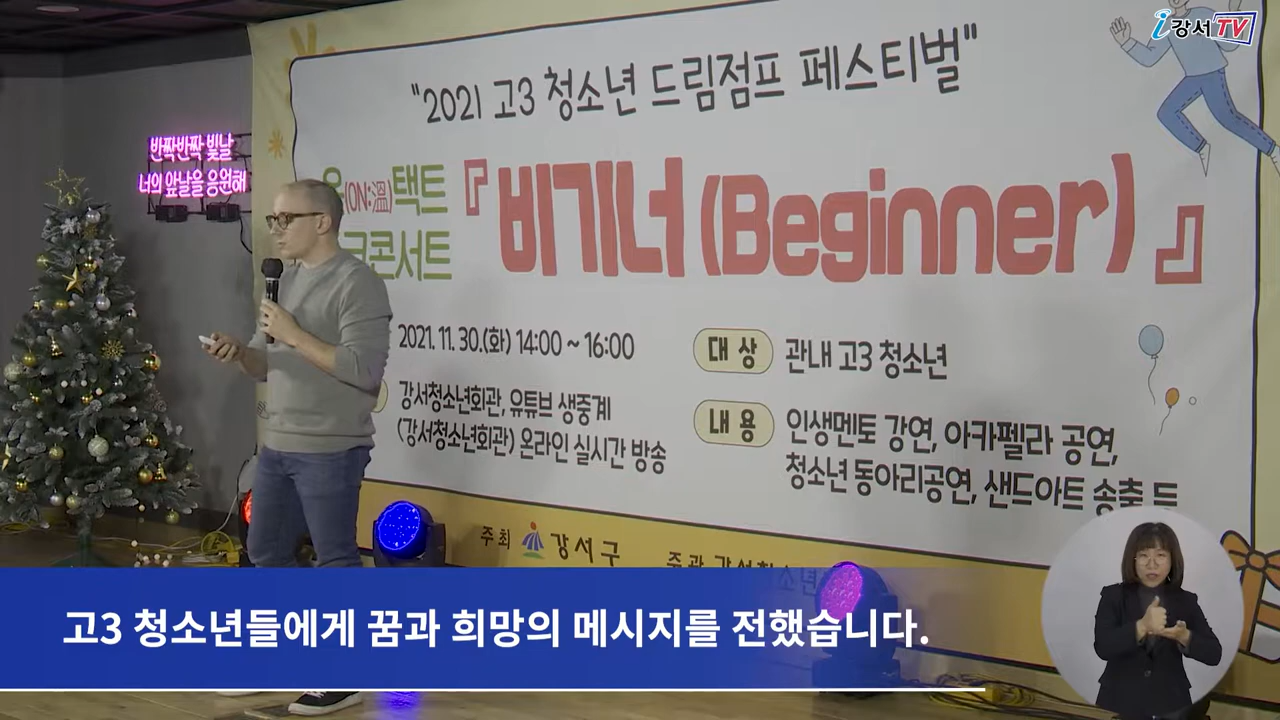 i강서TV
"2021 고3 청소년 드림점프 페스티벌"
반짝반짝 빛날
너의 앞날을 응원해
(ON:溫)택트
콘서트
『비기너 (Beginner)』
2021. 11. 30.(화) 14:00 ~ 16:00
강서청소년회관, 유튜브 생중계
(강서청소년회관) 온라인 실시간 방송
대 상 관내 고3 청소년
내 용 인생멘토 강연, 아카펠라 공연,
청소년 동아리공연, 샌드아트 송출 등
주최 강서구
주관
고3 청소년들에게 꿈과 희망의 메시지를 전했습니다.